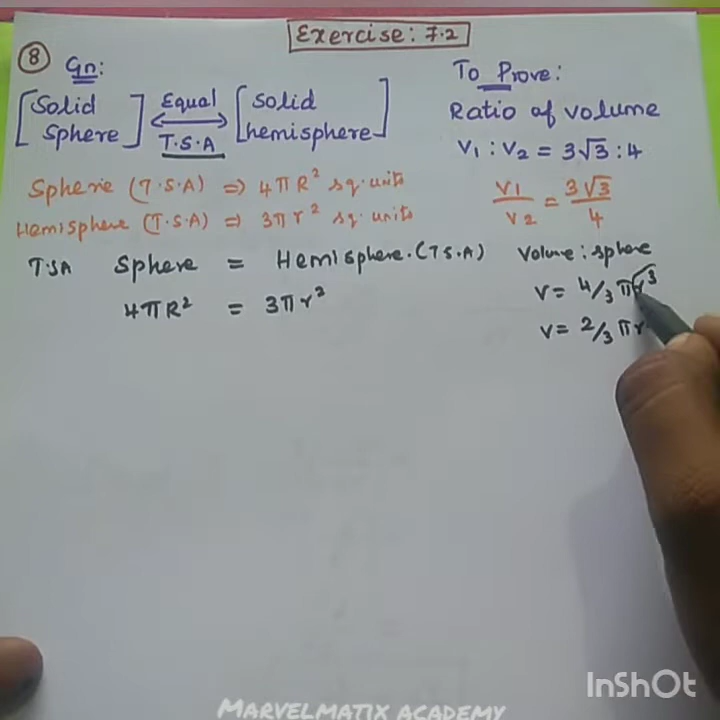 Exercise: 7.2
8 Gn:
[Solid Sphere] Equal T.S.A [Solid hemisphere]
To Prove:
Ratio of volume
V1 : V2 = 3√3 : 4
Sphere (T.S.A) ⇒ 4πR² sq.units
Hemisphere (T.S.A) ⇒ 3πr² sq.units
V1/V2 = 3√3/4
T.S.A Sphere = Hemisphere.(T.S.A)
4πR² = 3πr²
Volume: sphere
V= 4/3 πr³
V= 2/3 πr
InShOt
MARVELMATIX ACADEMY